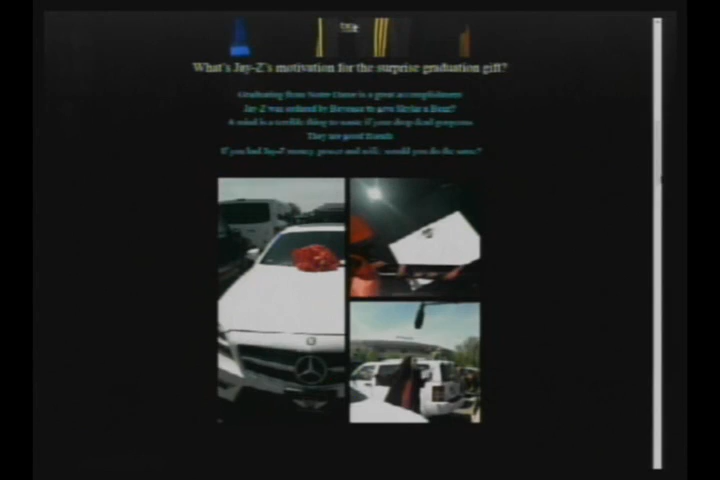 What's Jay-Z's motivation for the surprise graduation gift?
Graduating from Notre Dame is a great accomplishment
Jay-Z was ordered by Beyonce to give Skylar a Benz?
A mind is a terrible thing to waste if your drop dead gorgeous
They are good friends
If you had Jay-Z money, power and wife, would you do the same?